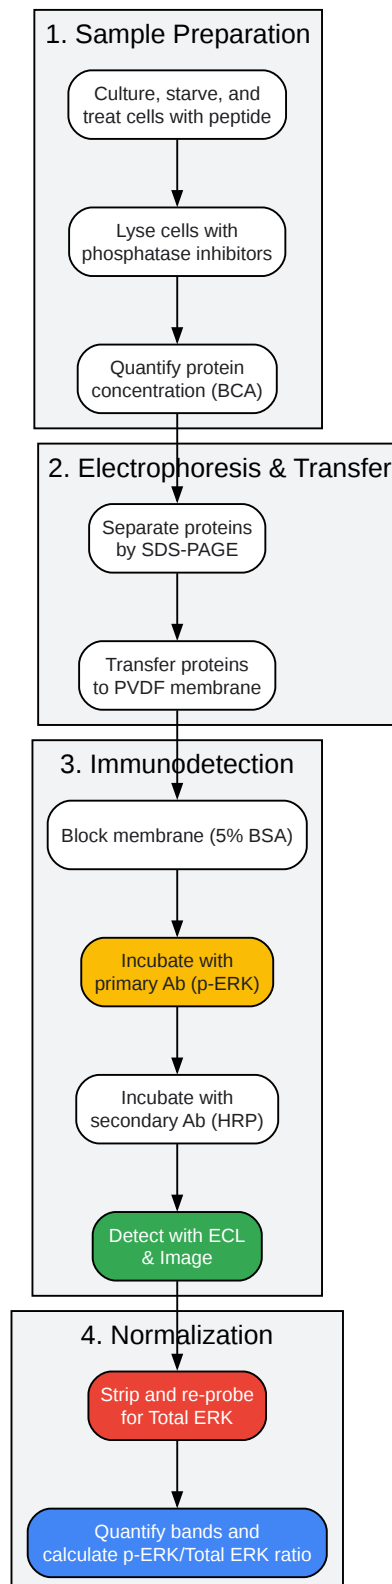 1. Sample Preparation
Culture, starve, and
treat cells with peptide
Lyse cells with
phosphatase inhibitors
Quantify protein
concentration (BCA)
2. Electrophoresis & Transfer
Separate proteins
by SDS-PAGE
Transfer proteins
to PVDF membrane
3. Immunodetection
Block membrane (5% BSA)
Incubate with
primary Ab (p-ERK)
Incubate with
secondary Ab (HRP)
Detect with ECL
& Image
4. Normalization
Strip and re-probe
for Total ERK
Quantify bands and
calculate p-ERK/Total ERK ratio